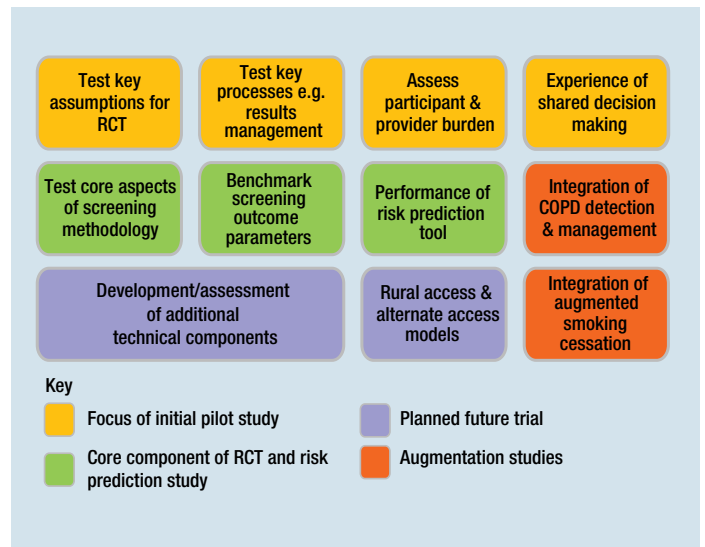 Test key
assumptions for
RCT
Test key
processes e.g.
results
management
Assess
participant &
provider burden
Experience of
shared decision
making
Test core aspects
of screening
methodology
Benchmark
screening
outcome
parameters
Performance of
risk prediction
tool
Integration of
COPD detection
& management
Development/assessment
of additional
technical components
Rural access &
alternate access
models
Integration of
augmented
smoking
cessation
Key
Focus of initial pilot study
Core component of RCT and risk
prediction study
Planned future trial
Augmentation studies